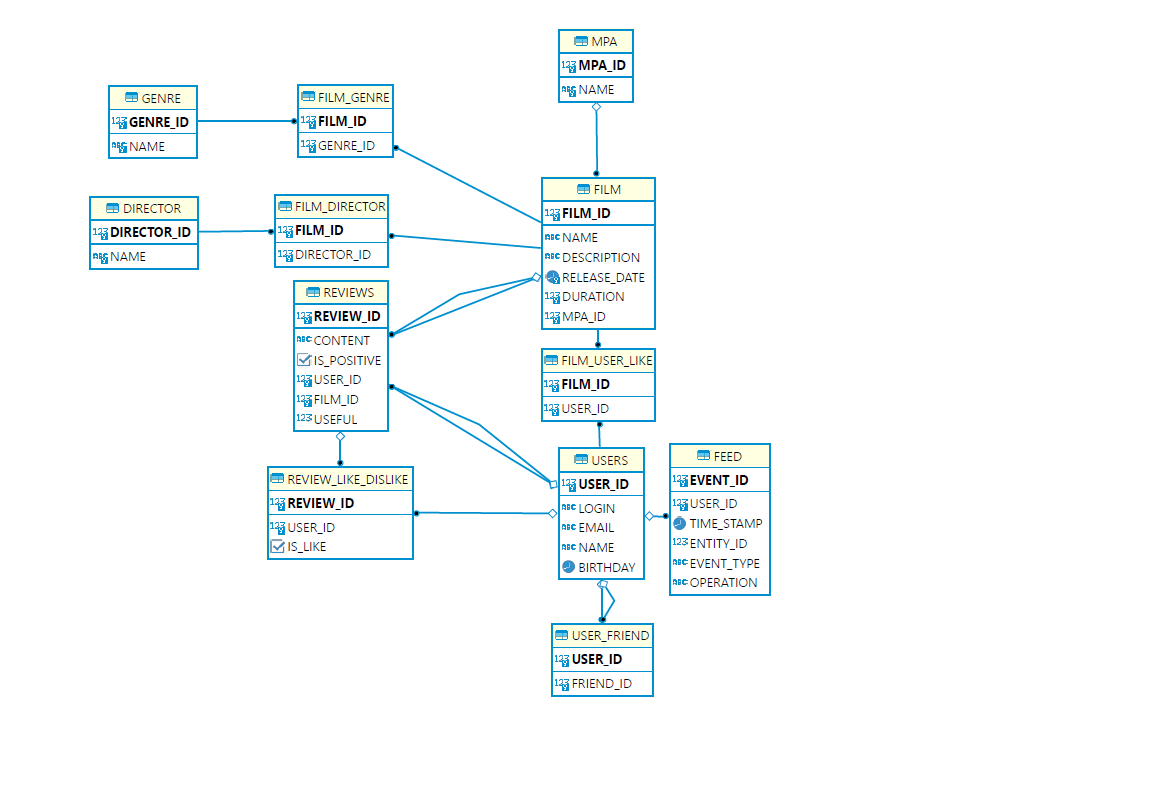 MPA
MPA_ID
NAME
GENRE
GENRE_ID
NAME
FILM_GENRE
FILM_ID
GENRE_ID
DIRECTOR
DIRECTOR_ID
NAME
FILM_DIRECTOR
FILM_ID
DIRECTOR_ID
FILM
FILM_ID
NAME
DESCRIPTION
RELEASE_DATE
DURATION
MPA_ID
REVIEWS
REVIEW_ID
CONTENT
IS_POSITIVE
USER_ID
FILM_ID
USEFUL
FILM_USER_LIKE
FILM_ID
USER_ID
REVIEW_LIKE_DISLIKE
REVIEW_ID
USER_ID
IS_LIKE
USERS
USER_ID
LOGIN
EMAIL
NAME
BIRTHDAY
FEED
EVENT_ID
USER_ID
TIME_STAMP
ENTITY_ID
EVENT_TYPE
OPERATION
USER_FRIEND
USER_ID
FRIEND_ID